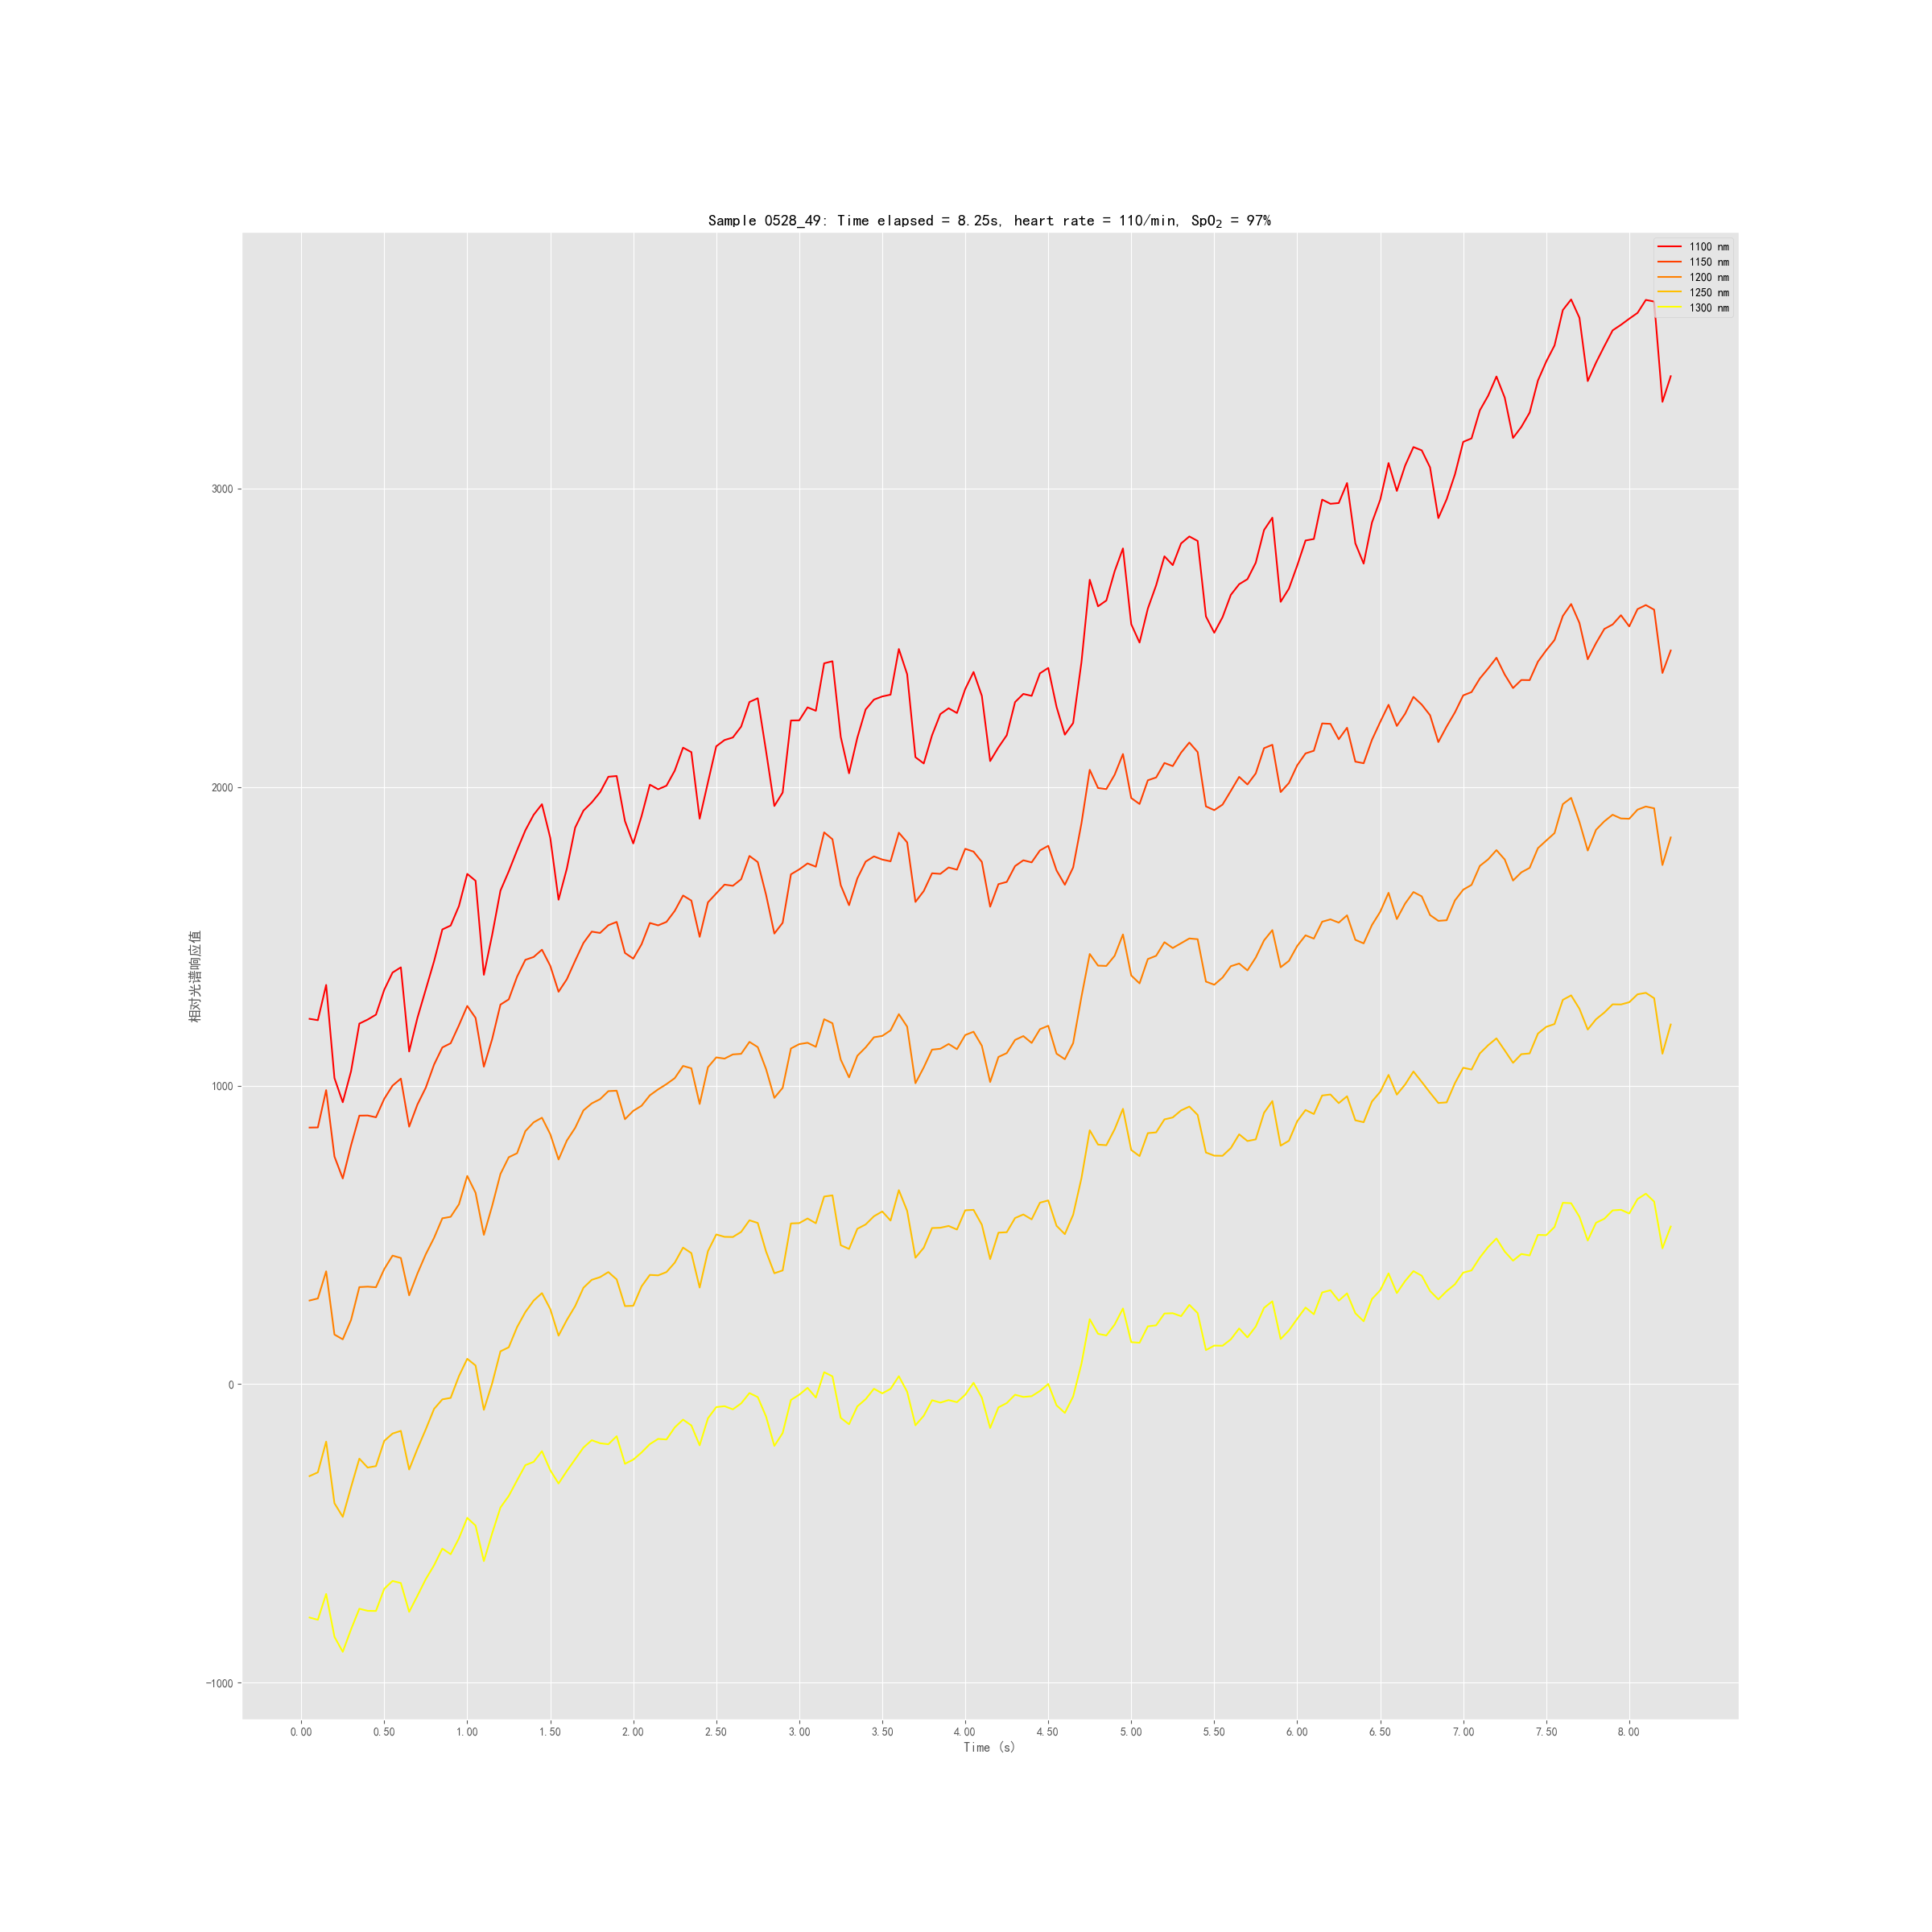 Sample 0528_49: Time elapsed = 8.25s, heart rate = 110/min, SpO₂ = 97%
1100 nm
1150 nm
1200 nm
1250 nm
1300 nm
相对光谱响应值
3000
2000
1000
0
−1000
0.00 0.50 1.00 1.50 2.00 2.50 3.00 3.50 4.00 4.50 5.00 5.50 6.00 6.50 7.00 7.50 8.00
Time (s)